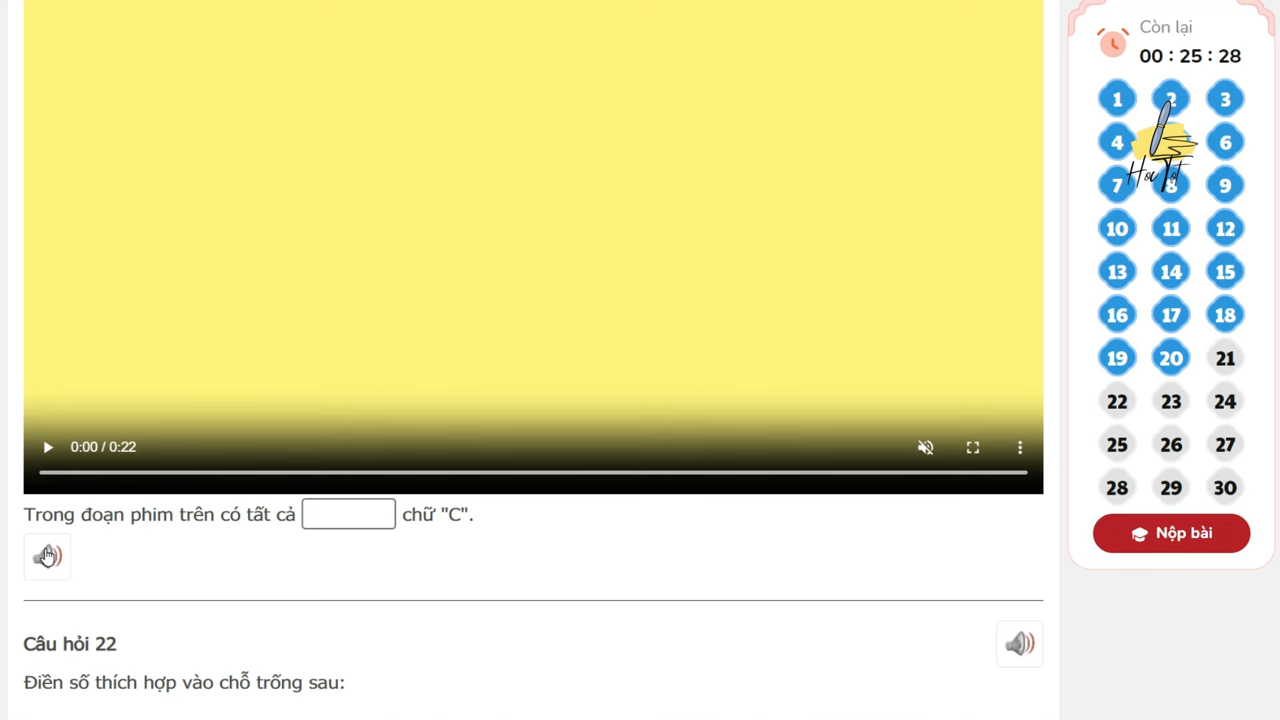 Còn lại
00 : 25 : 28
1 2 3
4 6
7 8 9
10 11 12
13 14 15
16 17 18
19 20 21
22 23 24
25 26 27
28 29 30
Học Tốt
Nộp bài
0:00 / 0:22
Trong đoạn phim trên có tất cả chữ "C".
Câu hỏi 22
Điền số thích hợp vào chỗ trống sau: